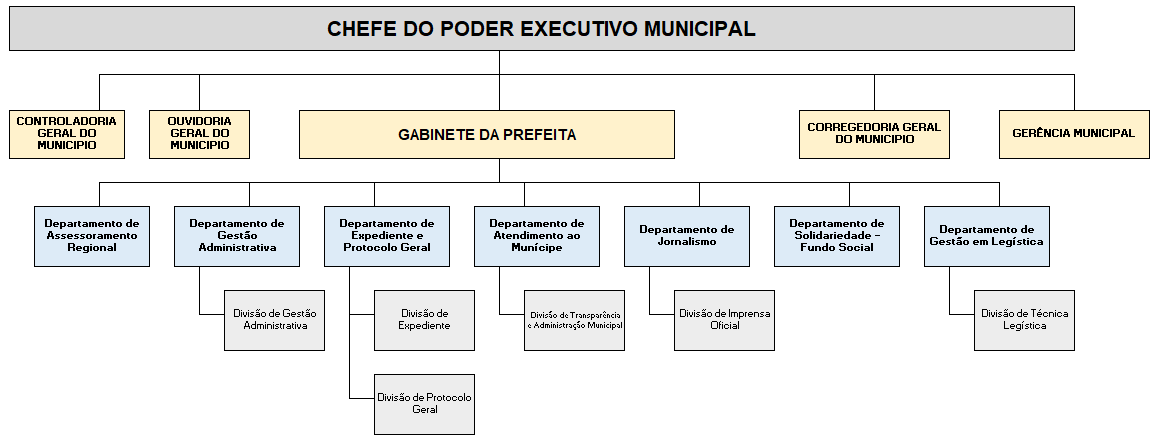 CHEFE DO PODER EXECUTIVO MUNICIPAL
CONTROLADORIA
GERAL DO
MUNICIPIO
OUVIDORIA
GERAL DO
MUNICIPIO
GABINETE DA PREFEITA
CORREGEDORIA GERAL
DO MUNICIPIO
GERÊNCIA MUNICIPAL
Departamento de
Assessoramento
Regional
Departamento de
Gestão
Administrativa
Departamento de
Expediente e
Protocolo Geral
Departamento de
Atendimento ao
Munícipe
Departamento de
Jornalismo
Departamento de
Solidariedade -
Fundo Social
Departamento de
Gestão em Legística
Divisão de Gestão
Administrativa
Divisão de
Expediente
Divisão de Transparência
e Administração Municipal
Divisão de Imprensa
Oficial
Divisão de Técnica
Legística
Divisão de Protocolo
Geral